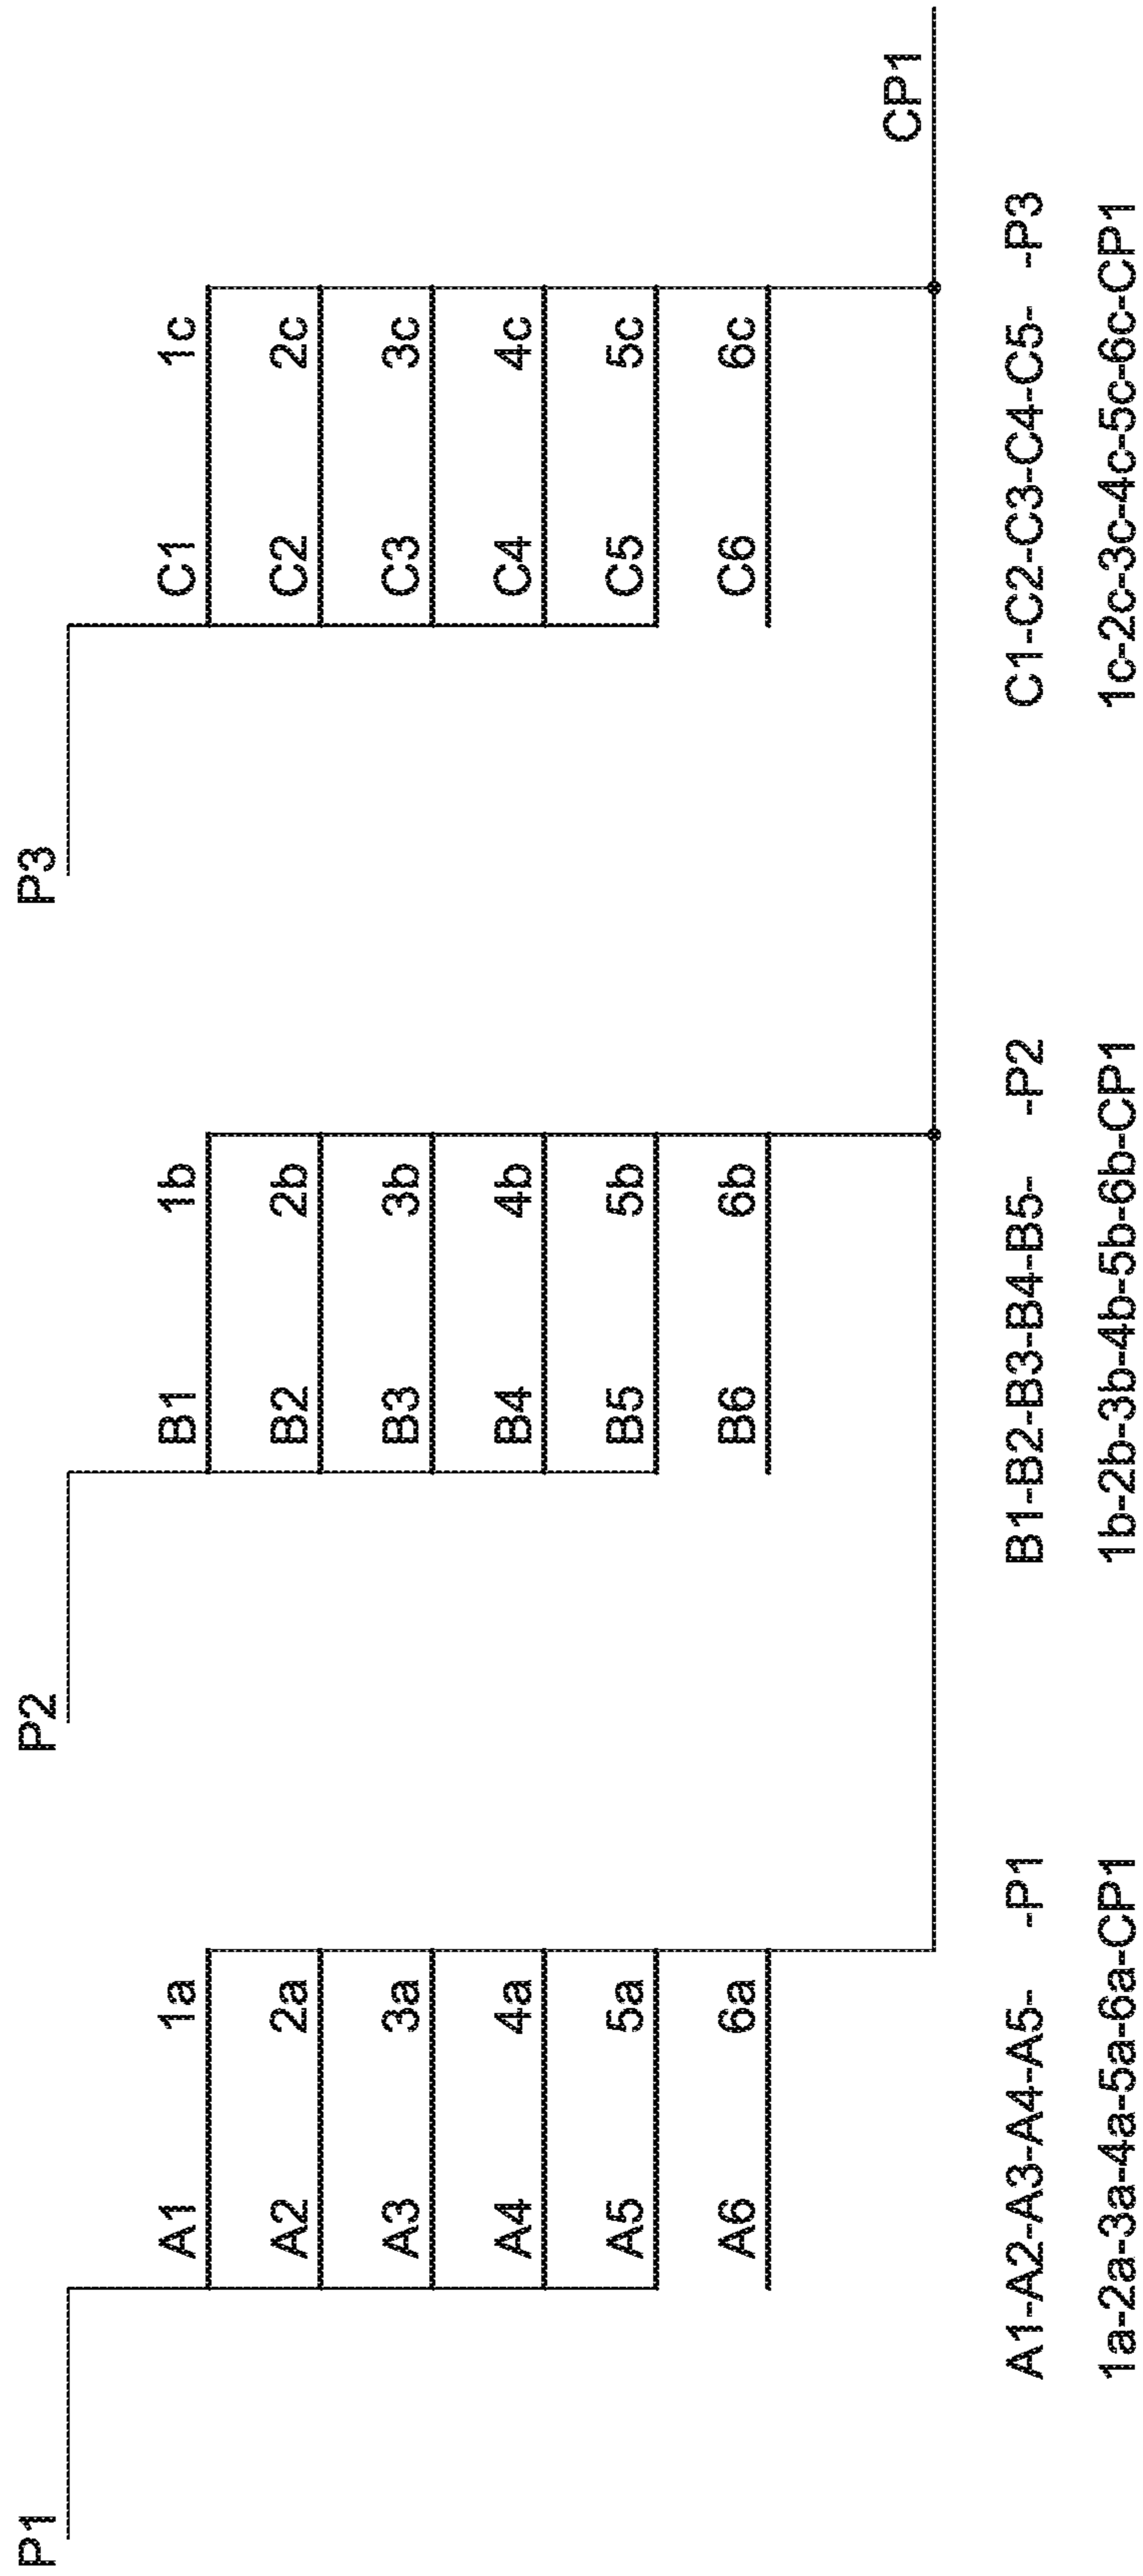 P1 P2 P3
A1 1a B1 1b C1 1c
A2 2a B2 2b C2 2c
A3 3a B3 3b C3 3c
A4 4a B4 4b C4 4c
A5 5a B5 5b C5 5c
A6 6a B6 6b C6 6c
CP1
A1-A2-A3-A4-A5- -P1 B1-B2-B3-B4-B5- -P2 C1-C2-C3-C4-C5- -P3
1a-2a-3a-4a-5a-6a-CP1 1b-2b-3b-4b-5b-6b-CP1 1c-2c-3c-4c-5c-6c-CP1